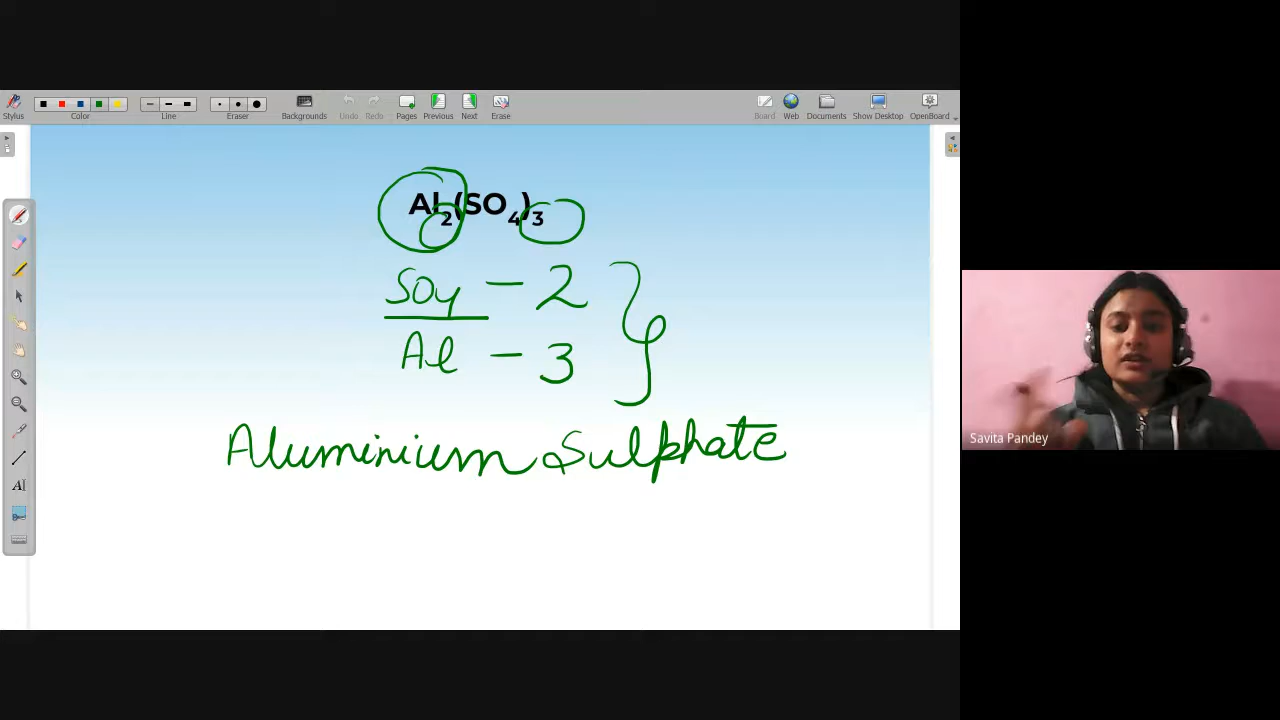 Stylus
Color
Line
Eraser
Backgrounds
Undo
Redo
Pages
Previous
Next
Erase
Board
Web
Documents
Show Desktop
OpenBoard
Al₂(SO₄)₃
SO4 - 2
Al - 3
Aluminium Sulphate
Savita Pandey